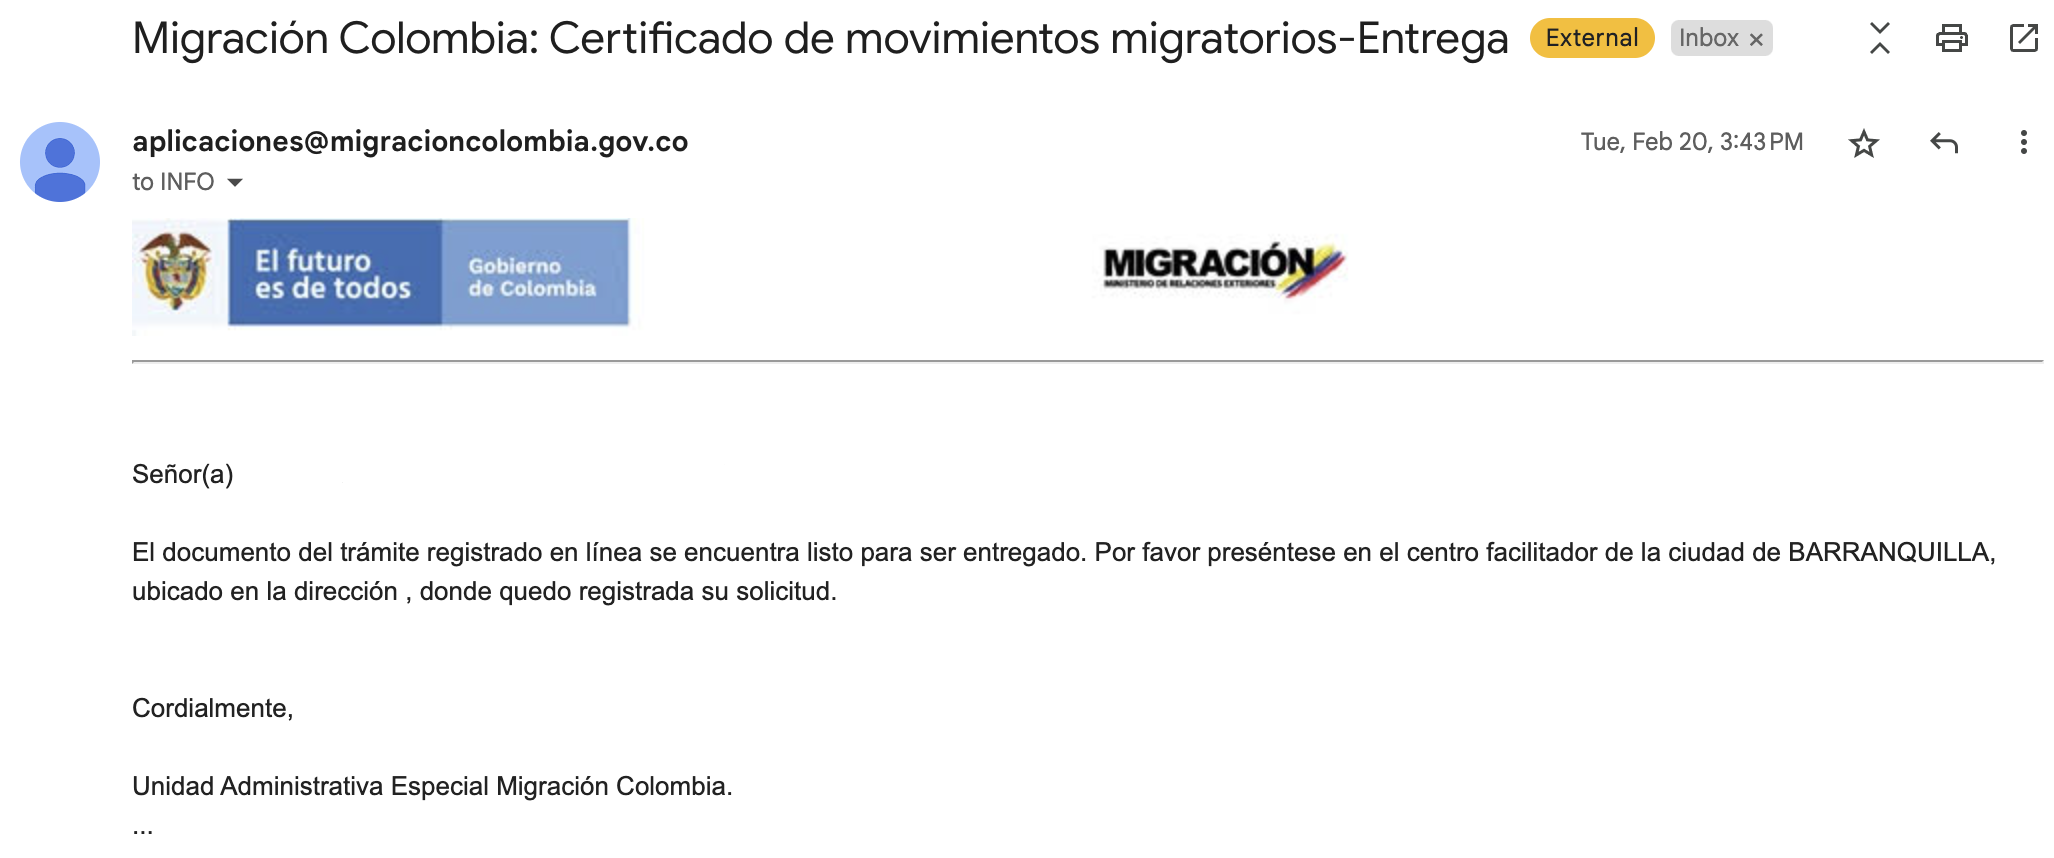 Migración Colombia: Certificado de movimientos migratorios-Entrega External Inbox ×
aplicaciones@migracioncolombia.gov.co Tue, Feb 20, 3:43 PM
to INFO
El futuro
es de todos
Gobierno
de Colombia
MIGRACIÓN
MINISTERIO DE RELACIONES EXTERIORES
Señor(a)
El documento del trámite registrado en línea se encuentra listo para ser entregado. Por favor preséntese en el centro facilitador de la ciudad de BARRANQUILLA,
ubicado en la dirección , donde quedo registrada su solicitud.
Cordialmente,
Unidad Administrativa Especial Migración Colombia.
...